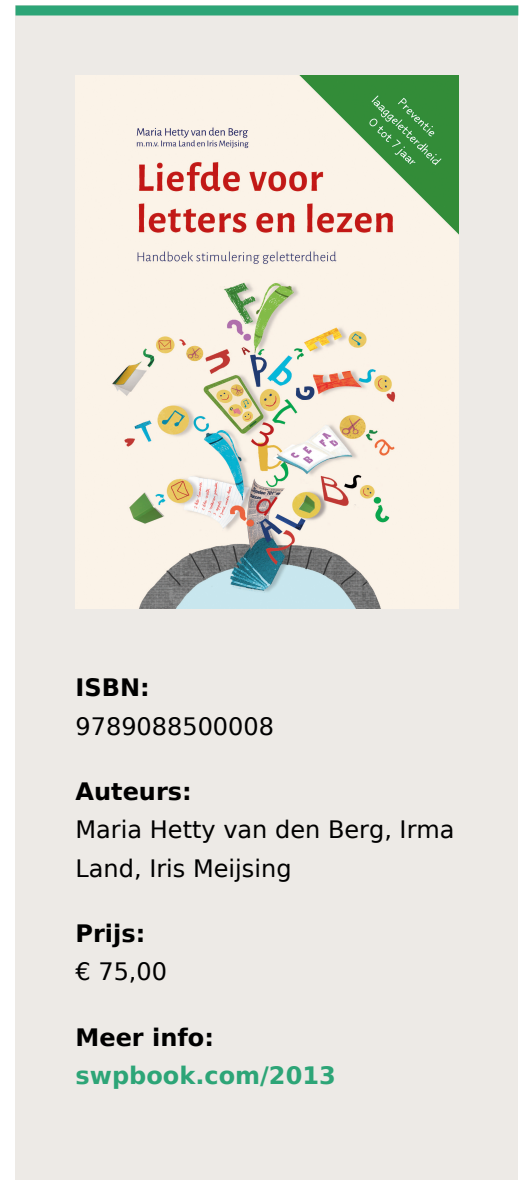 Preventie
laaggeletterdheid
0 tot 7 jaar
Maria Hetty van den Berg
m.m.v. Irma Land en Iris Meijsing
Liefde voor
letters en lezen
Handboek stimulering geletterdheid
ISBN:
9789088500008
Auteurs:
Maria Hetty van den Berg, Irma
Land, Iris Meijsing
Prijs:
€ 75,00
Meer info:
swpbook.com/2013